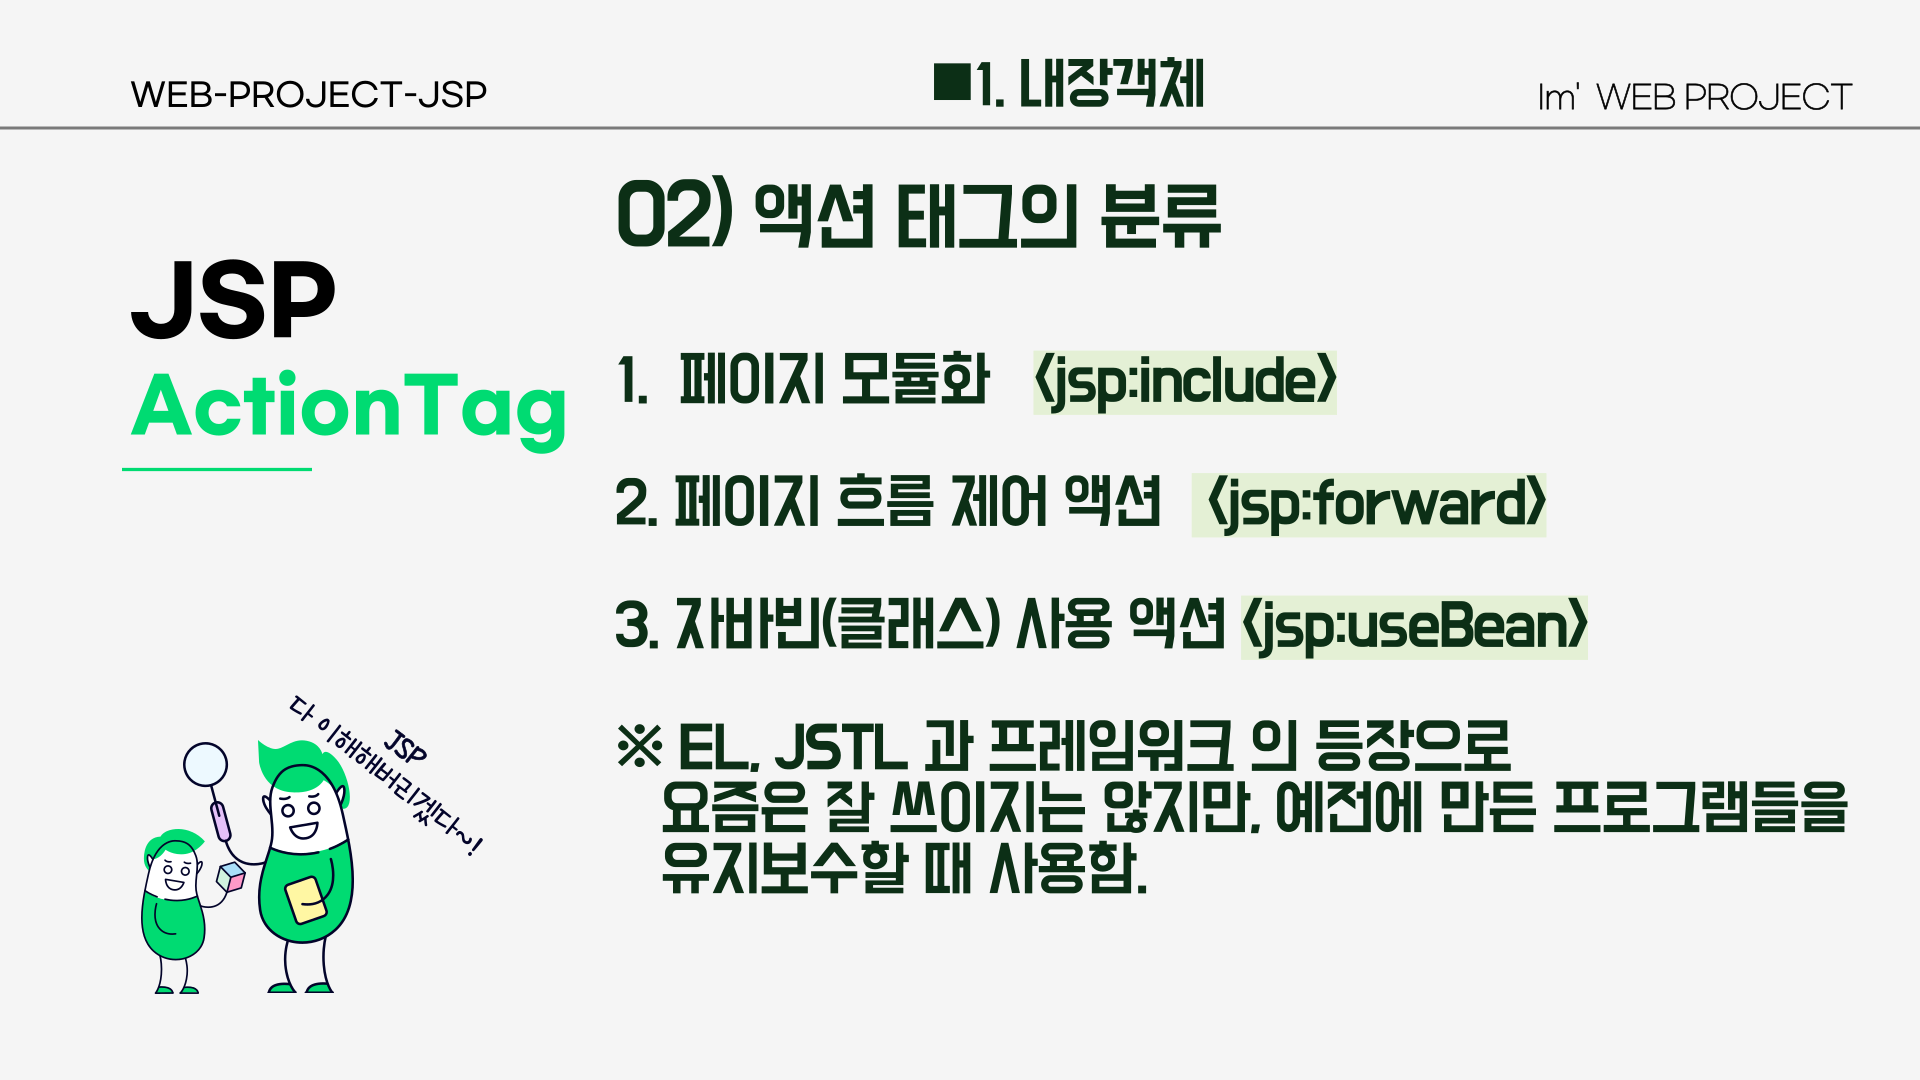 WEB-PROJECT-JSP
■1. 내장객체
Im' WEB PROJECT
JSP
ActionTag
02) 액션 태그의 분류
1. 페이지 모듈화 <jsp:include>
2. 페이지 흐름 제어 액션 <jsp:forward>
3. 자바빈(클래스) 사용 액션 <jsp:useBean>
※ EL, JSTL 과 프레임워크 의 등장으로
요즘은 잘 쓰이지는 않지만, 예전에 만든 프로그램들을
유지보수할 때 사용함.
JSP
다 이해해버리겠다~!